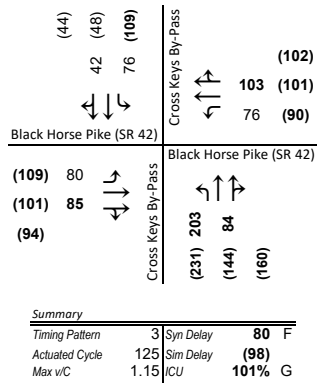 (44) (48) (109)
42 76
Black Horse Pike (SR 42)
Cross Keys By-Pass
(102)
103 (101)
76 (90)
(109) 80
(101) 85
(94)
Cross Keys By-Pass
Black Horse Pike (SR 42)
203 84
(231) (144) (160)
Summary
Timing Pattern 3 Syn Delay 80 F
Actuated Cycle 125 Sim Delay (98)
Max v/C 1.15 ICU 101% G